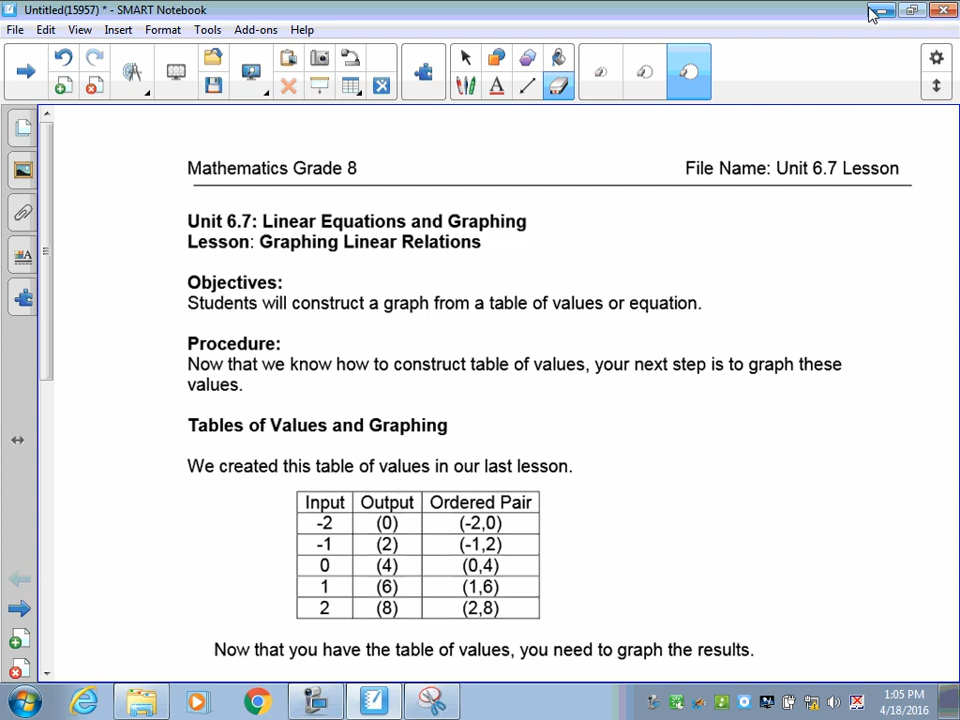 Untitled(15957) * - SMART Notebook
File Edit View Insert Format Tools Add-ons Help
Mathematics Grade 8 File Name: Unit 6.7 Lesson
Unit 6.7: Linear Equations and Graphing
Lesson: Graphing Linear Relations
Objectives:
Students will construct a graph from a table of values or equation.
Procedure:
Now that we know how to construct table of values, your next step is to graph these
values.
Tables of Values and Graphing
We created this table of values in our last lesson.
Input Output Ordered Pair
-2 (0) (-2,0)
-1 (2) (-1,2)
0 (4) (0,4)
1 (6) (1,6)
2 (8) (2,8)
Now that you have the table of values, you need to graph the results.
1:05 PM
4/18/2016